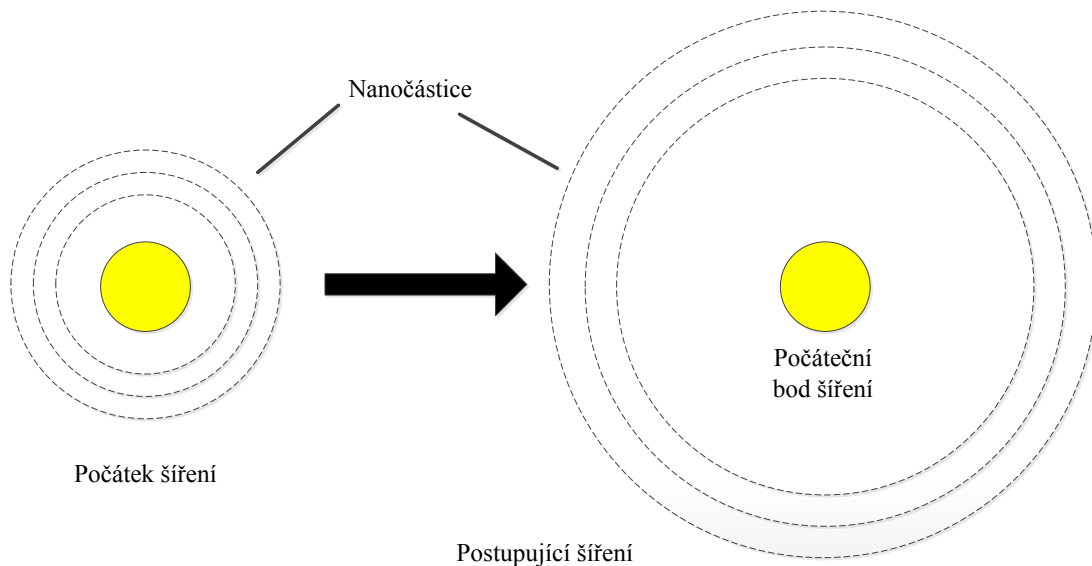 Nanočástice
Počáteční
bod šíření
Počátek šíření
Postupující šíření